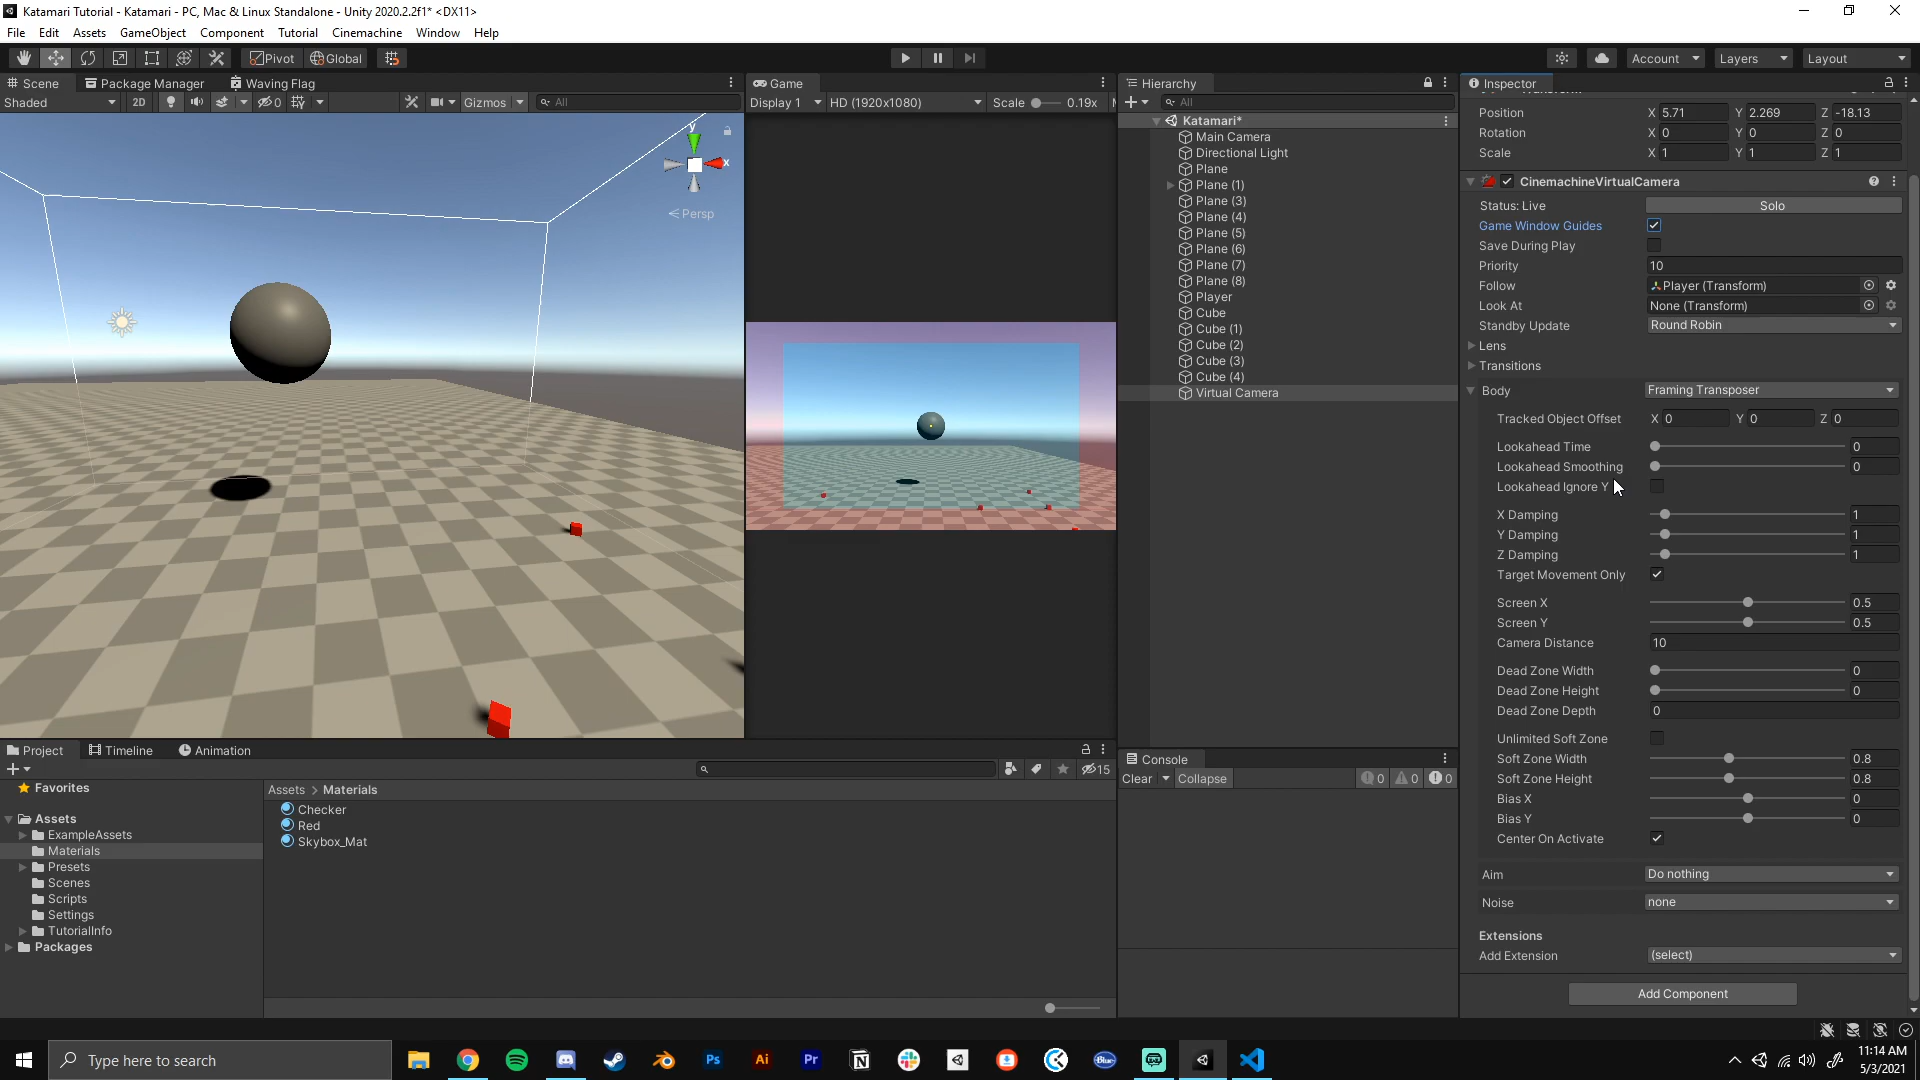 Katamari Tutorial - Katamari - PC, Mac & Linux Standalone - Unity 2020.2.2f1* <DX11>
File Edit Assets GameObject Component Tutorial Cinemachine Window Help
Pivot Global Account Layers Layout
Scene Package Manager Waving Flag
Shaded 2D 0 Gizmos All
y
x
Persp
Game
Display 1 HD (1920x1080) Scale 0.19x
Hierarchy
All
Katamari*
Main Camera
Directional Light
Plane
Plane (1)
Plane (3)
Plane (4)
Plane (5)
Plane (6)
Plane (7)
Plane (8)
Player
Cube
Cube (1)
Cube (2)
Cube (3)
Cube (4)
Virtual Camera
Inspector
Position X 5.71 Y 2.269 Z -18.13
Rotation X 0 Y 0 Z 0
Scale X 1 Y 1 Z 1
CinemachineVirtualCamera
Status: Live Solo
Game Window Guides
Save During Play
Priority 10
Follow Player (Transform)
Look At None (Transform)
Standby Update Round Robin
Lens
Transitions
Body Framing Transposer
Tracked Object Offset X 0 Y 0 Z 0
Lookahead Time 0
Lookahead Smoothing 0
Lookahead Ignore Y
X Damping 1
Y Damping 1
Z Damping 1
Target Movement Only
Screen X 0.5
Screen Y 0.5
Camera Distance 10
Dead Zone Width 0
Dead Zone Height 0
Dead Zone Depth 0
Unlimited Soft Zone
Soft Zone Width 0.8
Soft Zone Height 0.8
Bias X 0
Bias Y 0
Center On Activate
Aim Do nothing
Noise none
Extensions
Add Extension (select)
Add Component
Project Timeline Animation
15
Favorites
Assets
ExampleAssets
Materials
Presets
Scenes
Scripts
Settings
TutorialInfo
Packages
Assets > Materials
Checker
Red
Skybox_Mat
Console
Clear Collapse 0 0 0
Type here to search
Ps Ai Pr
11:14 AM
5/3/2021